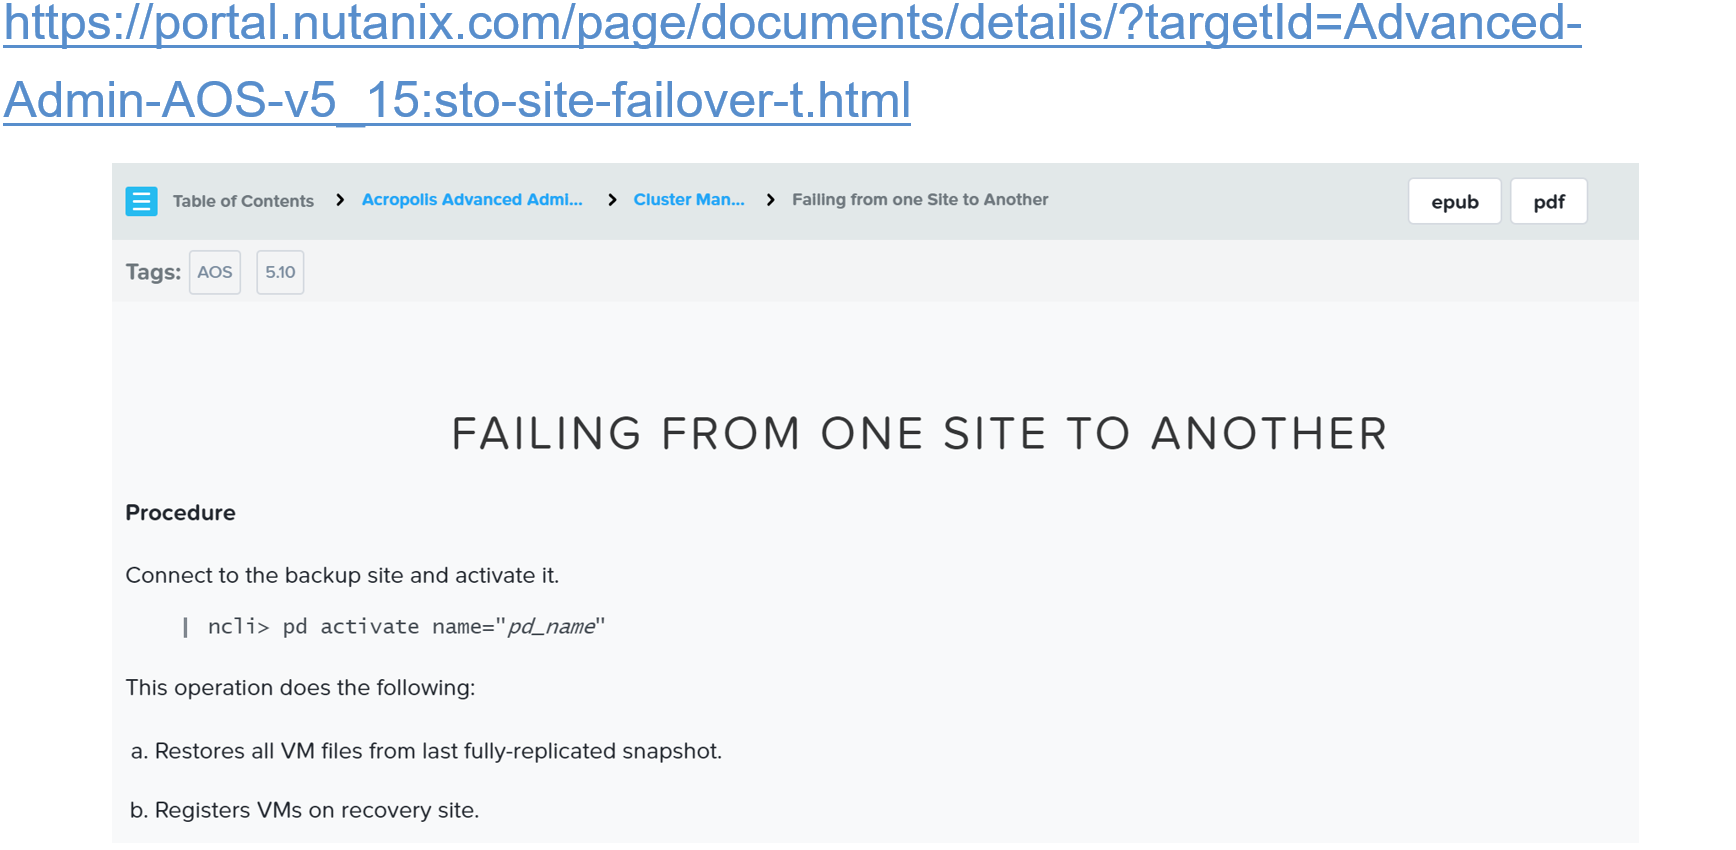 https://portal.nutanix.com/page/documents/details/?targetId=Advanced-
Admin-AOS-v5_15:sto-site-failover-t.html
Table of Contents > Acropolis Advanced Admi... > Cluster Man... > Failing from one Site to Another epub pdf
Tags: AOS 5.10
FAILING FROM ONE SITE TO ANOTHER
Procedure
Connect to the backup site and activate it.
| ncli> pd activate name="pd_name"
This operation does the following:
a. Restores all VM files from last fully-replicated snapshot.
b. Registers VMs on recovery site.